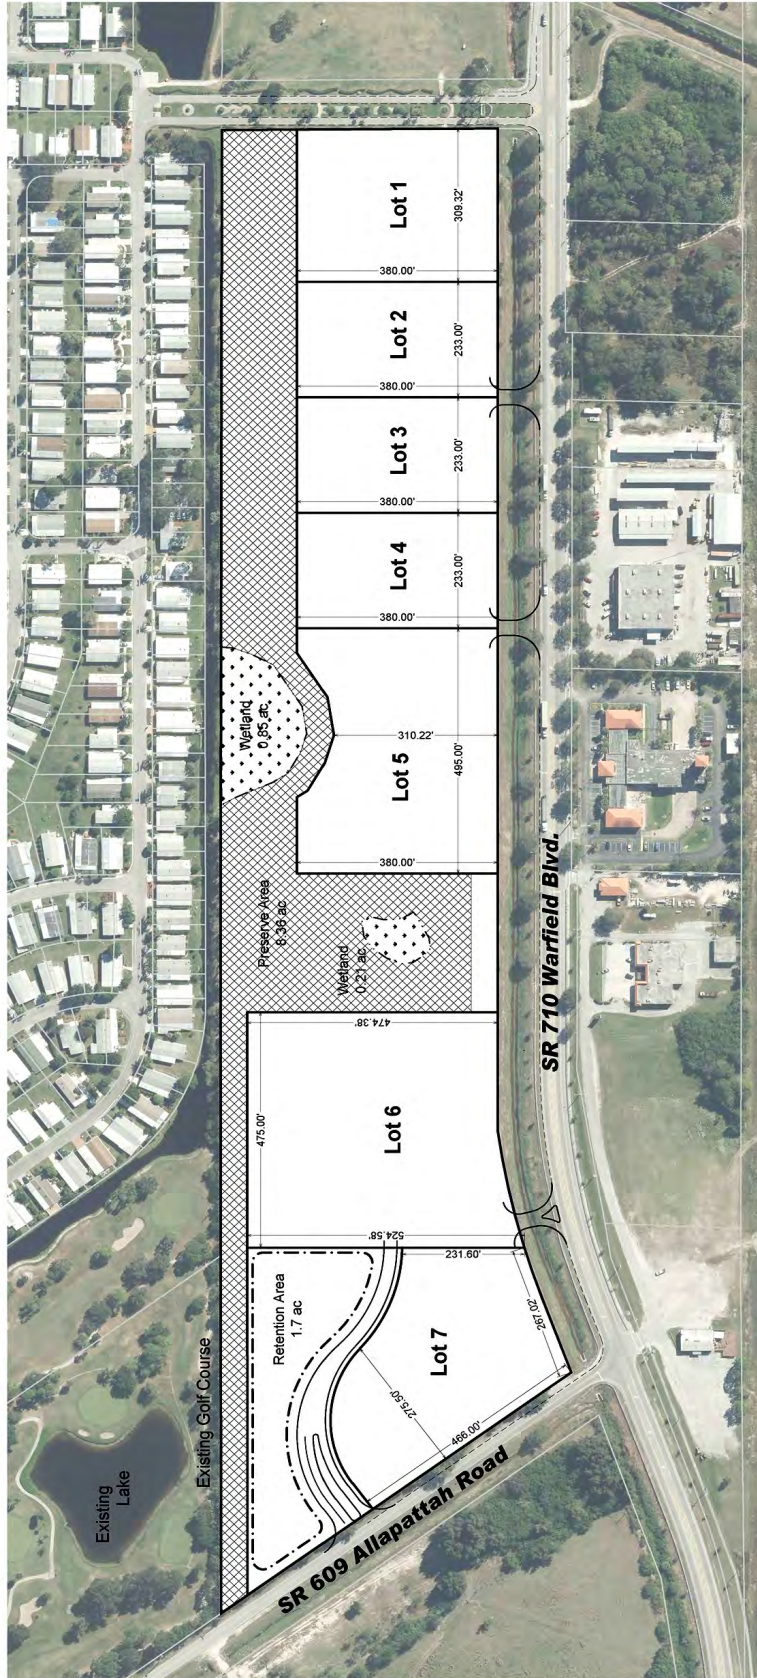 Lot 1
309.32'
380.00'
Lot 2
233.00'
380.00'
Lot 3
233.00'
380.00'
Lot 4
233.00'
380.00'
Wetland
0.85 ac
310.22'
Lot 5
495.00'
380.00'
Preserve Area
8.36 ac
Wetland
0.21 ac
SR 710 Warfield Blvd.
474.38'
475.00'
Lot 6
524.58'
231.60'
Retention Area
1.7 ac
267.02'
Lot 7
275.50'
466.00'
Existing Golf Course
Existing
Lake
SR 609 Allapattah Road